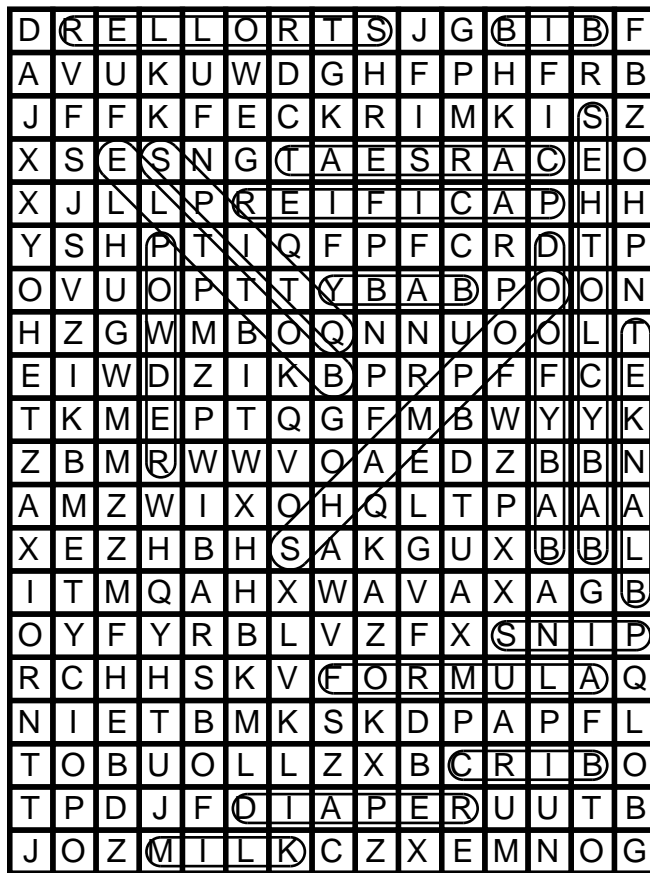 D R E L L O R T S J G B I B F
A V U K U W D G H F P H F R B
J F F K F E C K R I M K I S Z
X S E S N G T A E S R A C E O
X J L L P R E I F I C A P H H
Y S H P T I Q F P F C R D T P
O V U O P T T Y B A B P O O N
H Z G W M B O Q N N U O O L T
E I W D Z I K B P R P F F C E
T K M E P T Q G F M B W Y Y K
Z B M R W W V O A E D Z B B N
A M Z W I X O H Q L T P A A A
X E Z H B H S A K G U X B B L
I T M Q A H X W A V A X A G B
O Y F Y R B L V Z F X S N I P
R C H H S K V F O R M U L A Q
N I E T B M K S K D P A P F L
T O B U O L L Z X B C R I B O
T P D J F D I A P E R U U T B
J O Z M I L K C Z X E M N O G